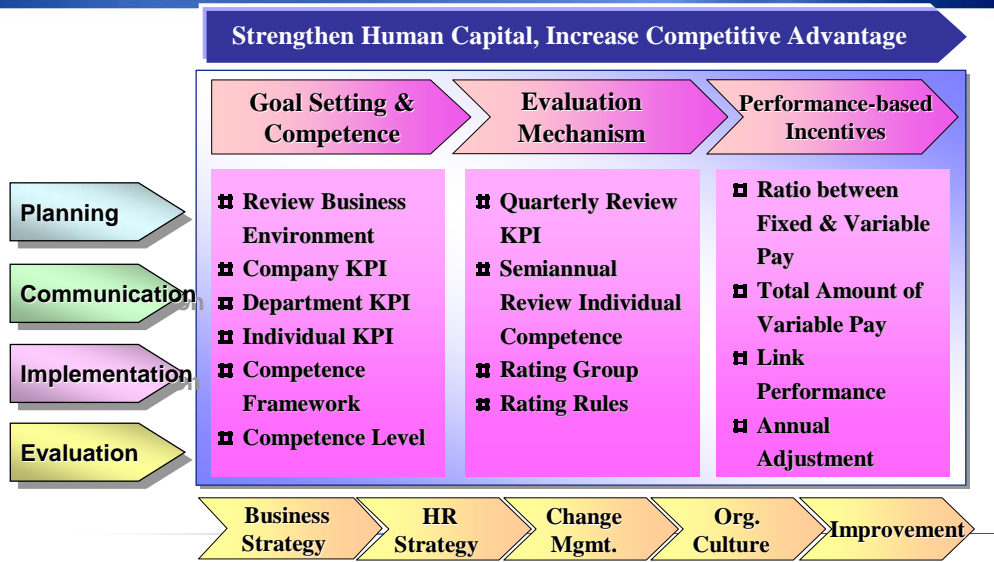 Strengthen Human Capital, Increase Competitive Advantage
Goal Setting &
Competence
Evaluation
Mechanism
Performance-based
Incentives
Planning
Communication
Implementation
Evaluation
Review Business
Environment
Company KPI
Department KPI
Individual KPI
Competence
Framework
Competence Level
Quarterly Review
KPI
Semiannual
Review Individual
Competence
Rating Group
Rating Rules
Ratio between
Fixed & Variable
Pay
Total Amount of
Variable Pay
Link
Performance
Annual
Adjustment
Business
Strategy
HR
Strategy
Change
Mgmt.
Org.
Culture
Improvement